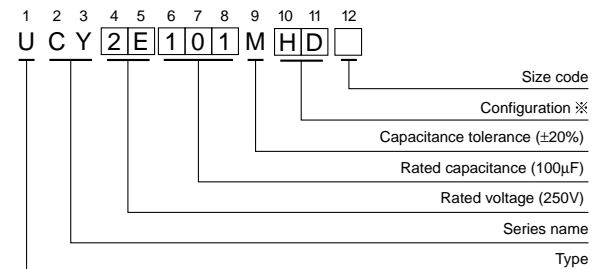 1 2 3 4 5 6 7 8 9 10 11 12
U C Y 2 E 1 0 1 M H D
Size code
Configuration ※
Capacitance tolerance (±20%)
Rated capacitance (100µF)
Rated voltage (250V)
Series name
Type